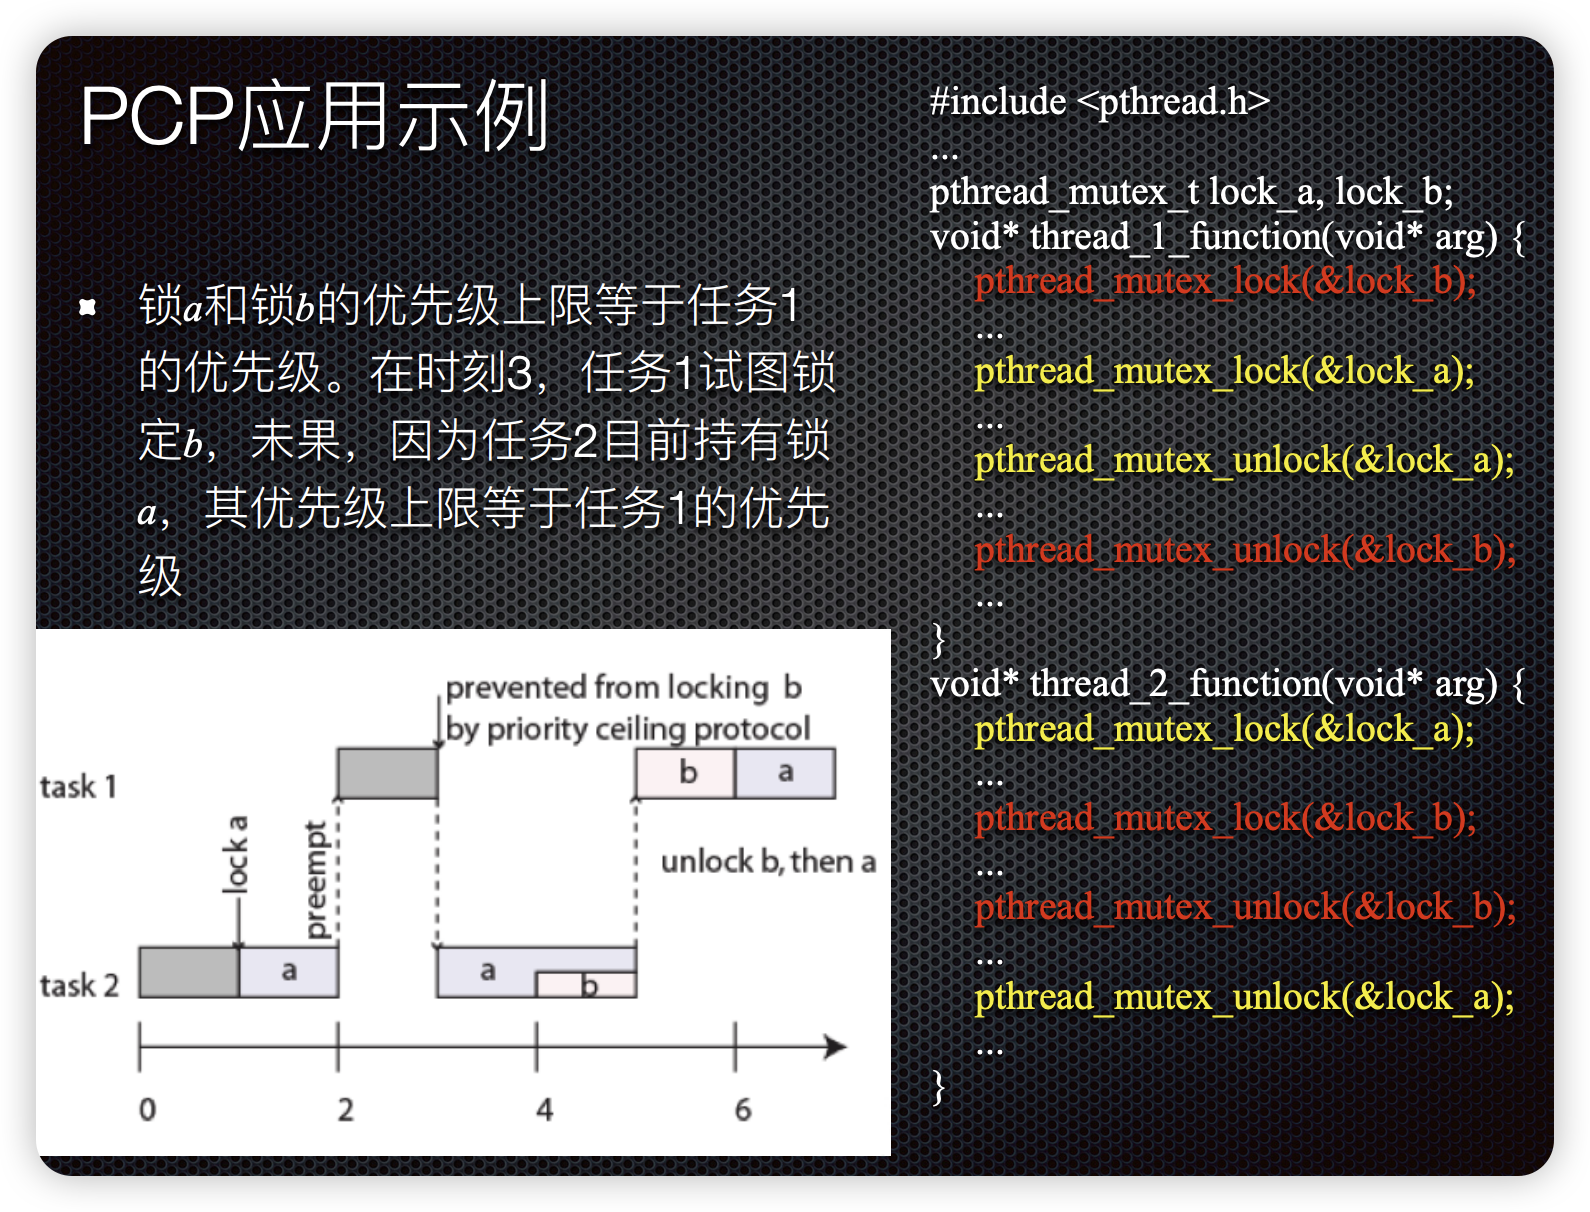 PCP应用示例
锁a和锁b的优先级上限等于任务1
的优先级。在时刻3，任务1试图锁
定b，未果，因为任务2目前持有锁
a，其优先级上限等于任务1的优先
级
#include <pthread.h>
...
pthread_mutex_t lock_a, lock_b;
void* thread_1_function(void* arg) {
pthread_mutex_lock(&lock_b);
...
pthread_mutex_lock(&lock_a);
...
pthread_mutex_unlock(&lock_a);
...
pthread_mutex_unlock(&lock_b);
...
}
void* thread_2_function(void* arg) {
pthread_mutex_lock(&lock_a);
...
pthread_mutex_lock(&lock_b);
...
pthread_mutex_unlock(&lock_b);
...
pthread_mutex_unlock(&lock_a);
...
}
prevented from locking b
by priority ceiling protocol
task 1
b
a
lock a
preempt
unlock b, then a
task 2
a
a
b
0
2
4
6